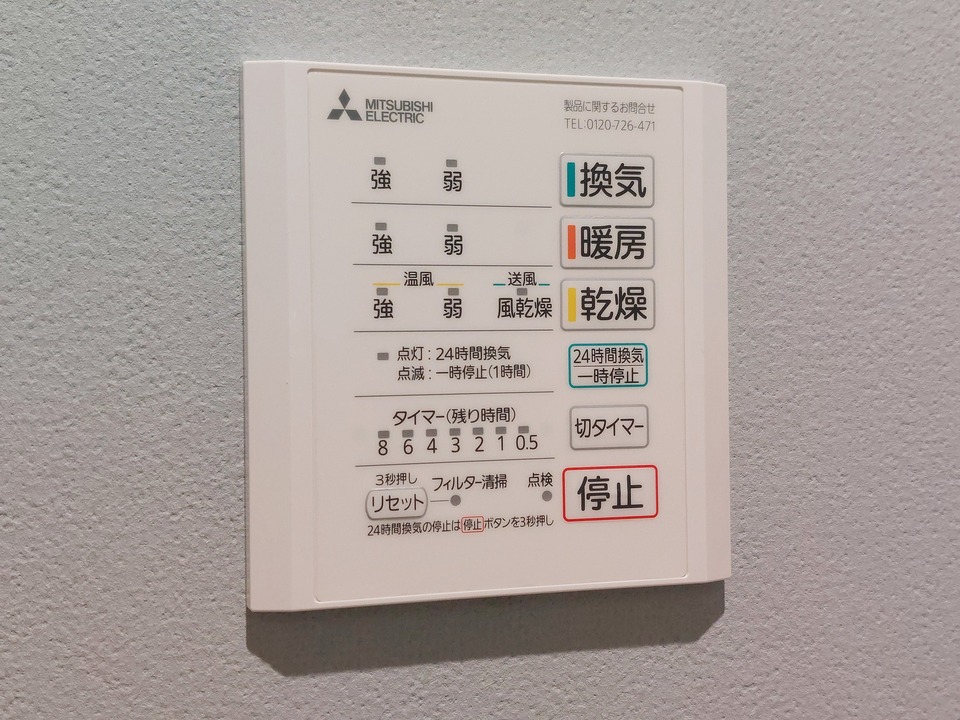 MITSUBISHI
ELECTRIC
製品に関するお問合せ
TEL:0120-726-471
強 弱 換気
強 弱 暖房
温風 送風
強 弱 風乾燥 乾燥
点灯:24時間換気
点滅:一時停止(1時間)
24時間換気
一時停止
タイマー(残り時間)
8 6 4 3 2 1 0.5
切タイマー
3秒押し
リセット フィルター清掃 点検
停止
24時間換気の停止は停止ボタンを3秒押し